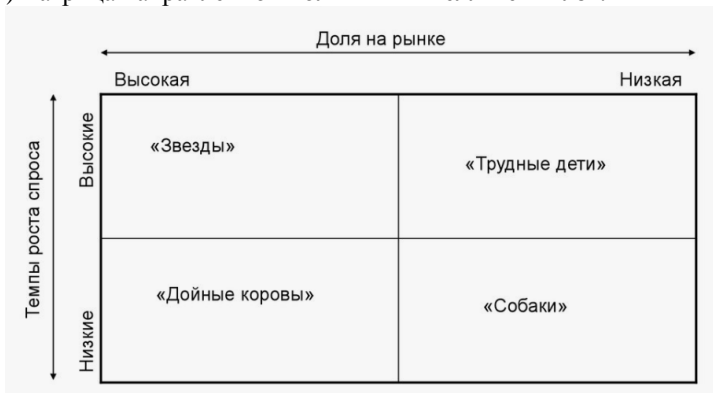 Доля на рынке
Высокая Низкая
Темпы роста спроса
Высокие
«Звезды»
«Трудные дети»
Низкие
«Дойные коровы»
«Собаки»